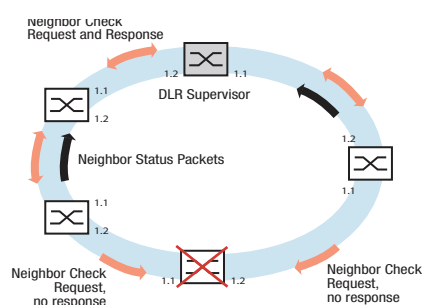 Neighbor Check
Request and Response
1.2
1.1
DLR Supervisor
1.1
1.2
1.2
1.1
Neighbor Status Packets
1.1
1.2
1.1
1.2
Neighbor Check
Request,
no response
Neighbor Check
Request,
no response